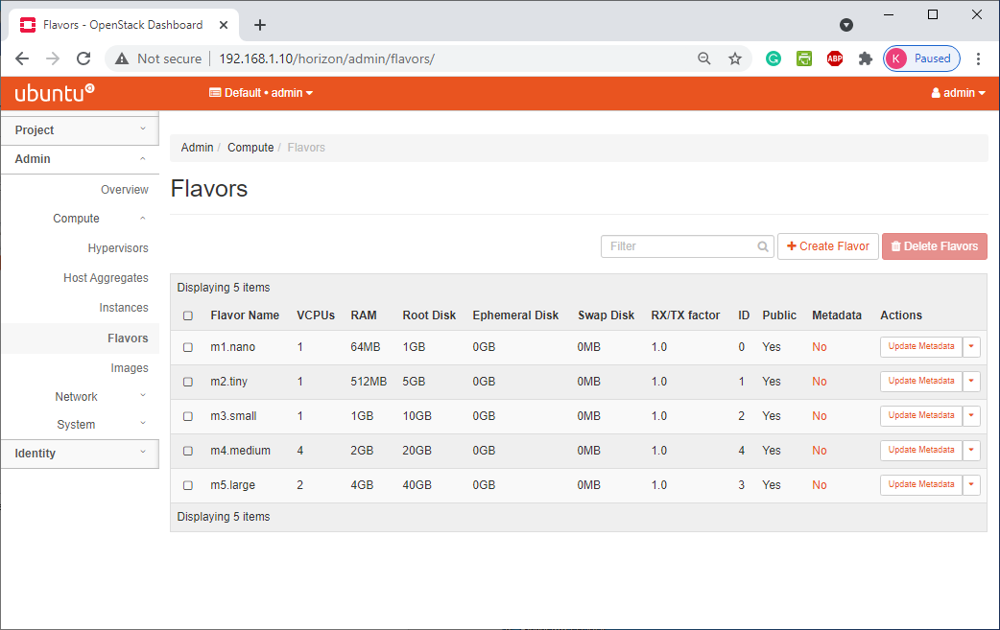 Flavors - OpenStack Dashboard
Not secure 192.168.1.10/horizon/admin/flavors/
ABP
K Paused
ubuntu
Default • admin
admin
Project
Admin
Overview
Compute
Hypervisors
Host Aggregates
Instances
Flavors
Images
Network
System
Identity
Admin / Compute / Flavors
Flavors
Filter
+ Create Flavor
Delete Flavors
Displaying 5 items
Flavor Name VCPUs RAM Root Disk Ephemeral Disk Swap Disk RX/TX factor ID Public Metadata Actions
m1.nano 1 64MB 1GB 0GB 0MB 1.0 0 Yes No Update Metadata
m2.tiny 1 512MB 5GB 0GB 0MB 1.0 1 Yes No Update Metadata
m3.small 1 1GB 10GB 0GB 0MB 1.0 2 Yes No Update Metadata
m4.medium 4 2GB 20GB 0GB 0MB 1.0 4 Yes No Update Metadata
m5.large 2 4GB 40GB 0GB 0MB 1.0 3 Yes No Update Metadata
Displaying 5 items